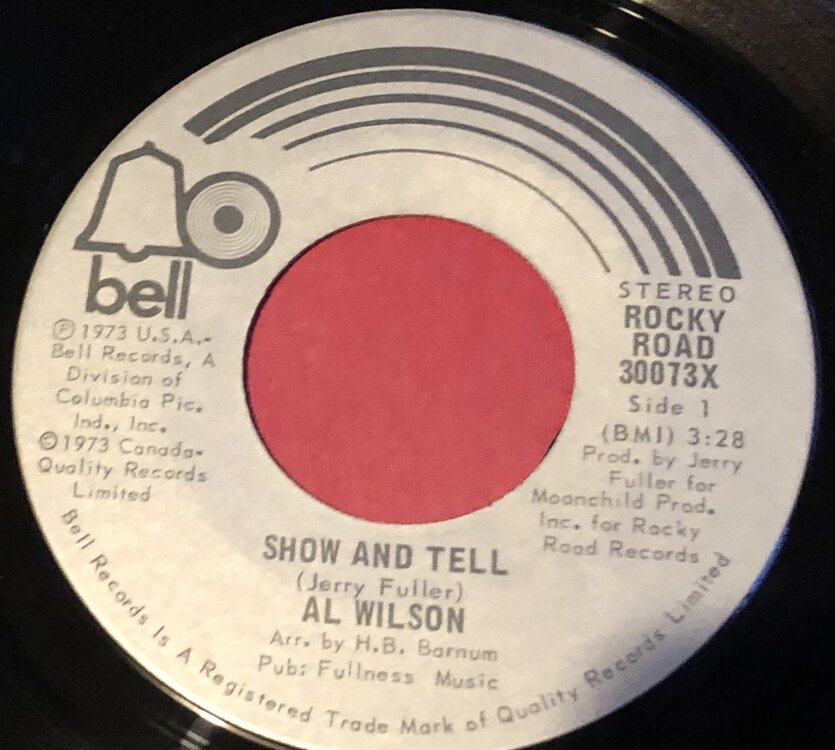 bell
℗1973 U.S.A.-
Bell Records, A
Division of
Columbia Pic.
Ind., Inc.
©1973 Canada-
Quality Records
Limited
STEREO
ROCKY
ROAD
30073X
Side 1
(BMI) 3:28
Prod. by Jerry
Fuller for
Moonchild Prod.
Inc. for Rocky
Road Records
SHOW AND TELL
(Jerry Fuller)
AL WILSON
Arr. by H.B. Barnum
Pub: Fullness Music
Bell Records Is A Registered Trade Mark of Quality Records Limited